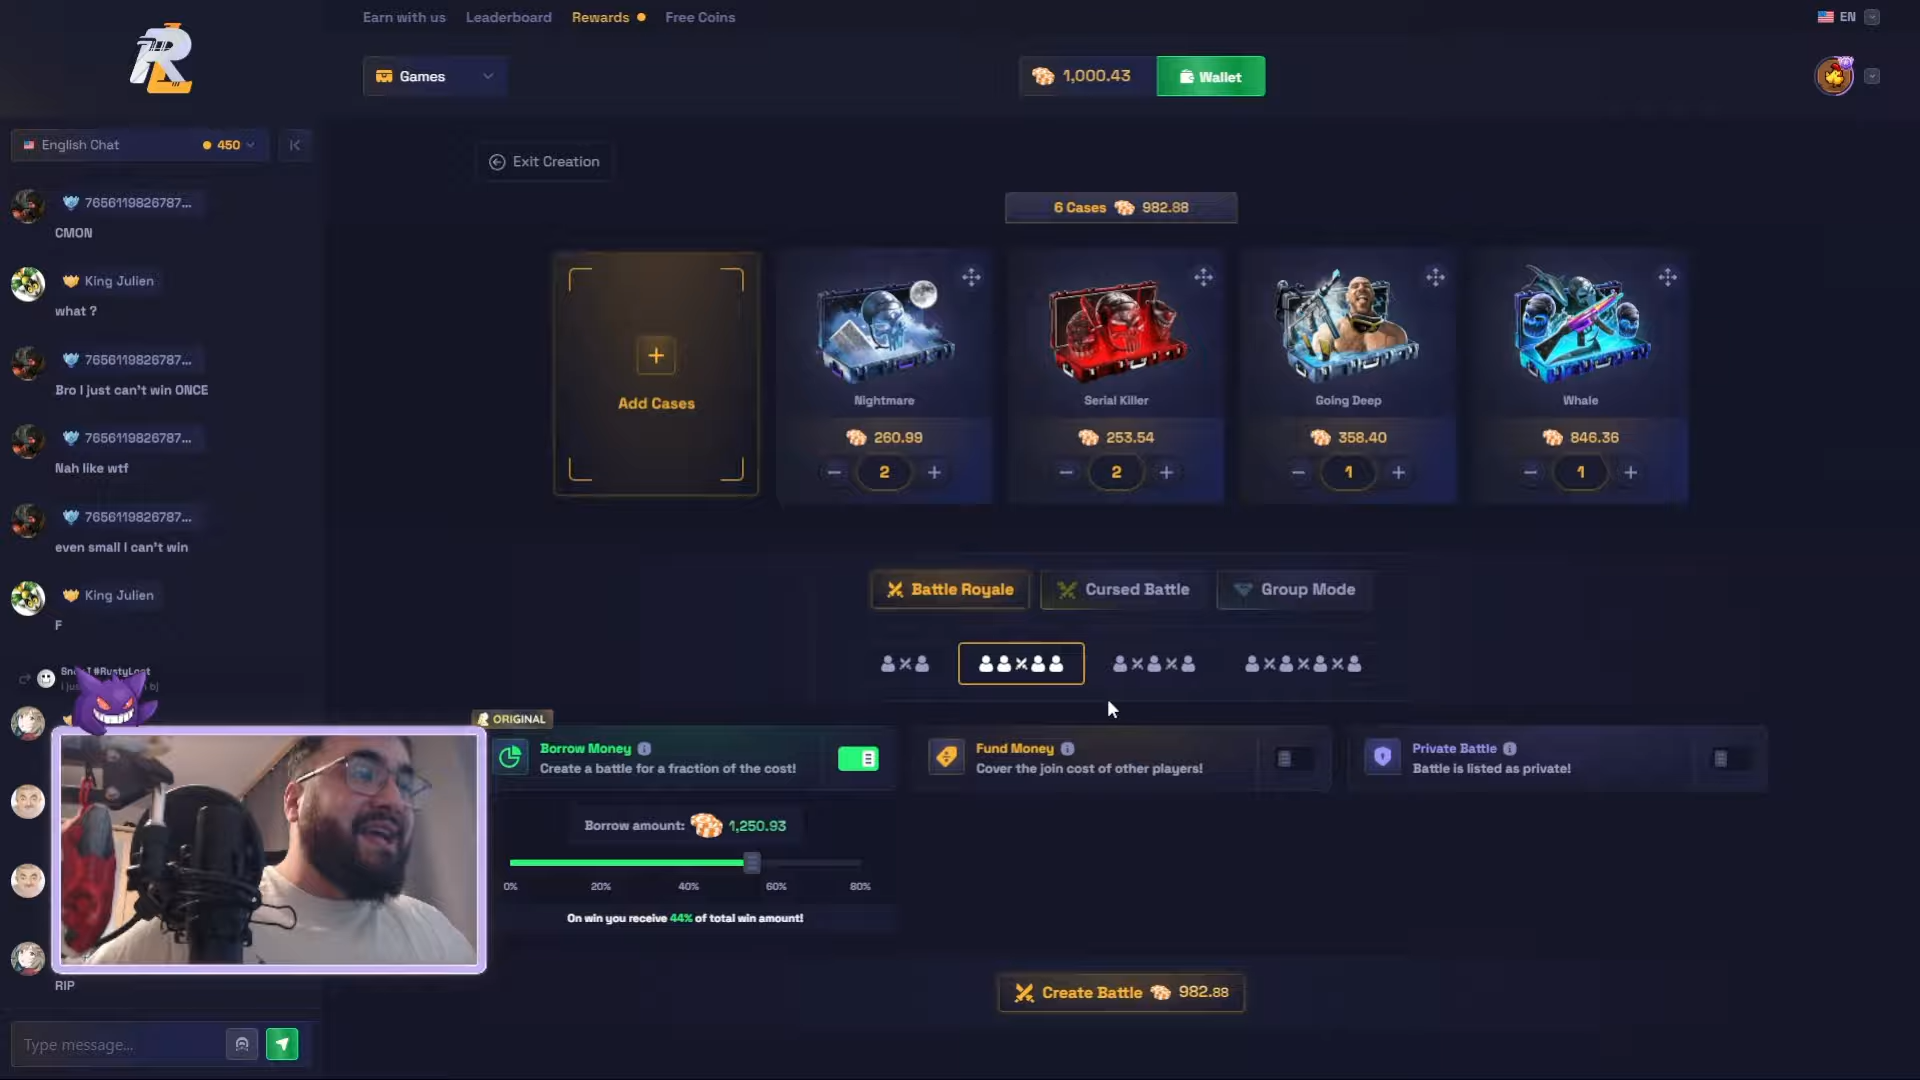 Earn with us
Leaderboard
Rewards
Free Coins
EN
Games
1,000.43
Wallet
English Chat
450
Exit Creation
6 Cases 982.88
7656119826787...
CMON
King Julien
what ?
7656119826787...
Bro I just can't win ONCE
7656119826787...
Nah like wtf
7656119826787...
even small I can't win
King Julien
F
RIP
Type message...
Add Cases
Nightmare
260.99
2
Serial Killer
253.54
2
Going Deep
358.40
1
Whale
846.36
1
Battle Royale
Cursed Battle
Group Mode
ORIGINAL
Borrow Money
Create a battle for a fraction of the cost!
Fund Money
Cover the join cost of other players!
Private Battle
Battle is listed as private!
Borrow amount: 1,250.93
0% 20% 40% 60% 80%
On win you receive 44% of total win amount!
Create Battle 982.88